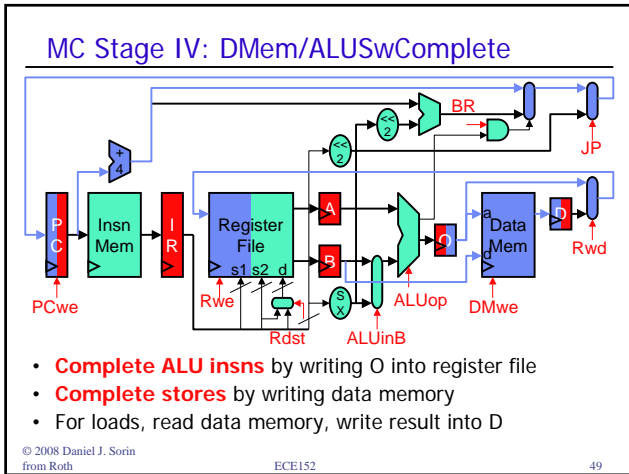 MC Stage IV: DMem/ALUSwComplete
+
4
<<
2
<<
2
BR
JP
P
C
Insn
Mem
I
R
Register
File
s1 s2 d
A
B
S
X
O
a
Data
Mem
d
D
PCwe
Rwe
Rdst
ALUinB
ALUop
DMwe
Rwd
• Complete ALU insns by writing O into register file
• Complete stores by writing data memory
• For loads, read data memory, write result into D
© 2008 Daniel J. Sorin
from Roth
ECE152
49